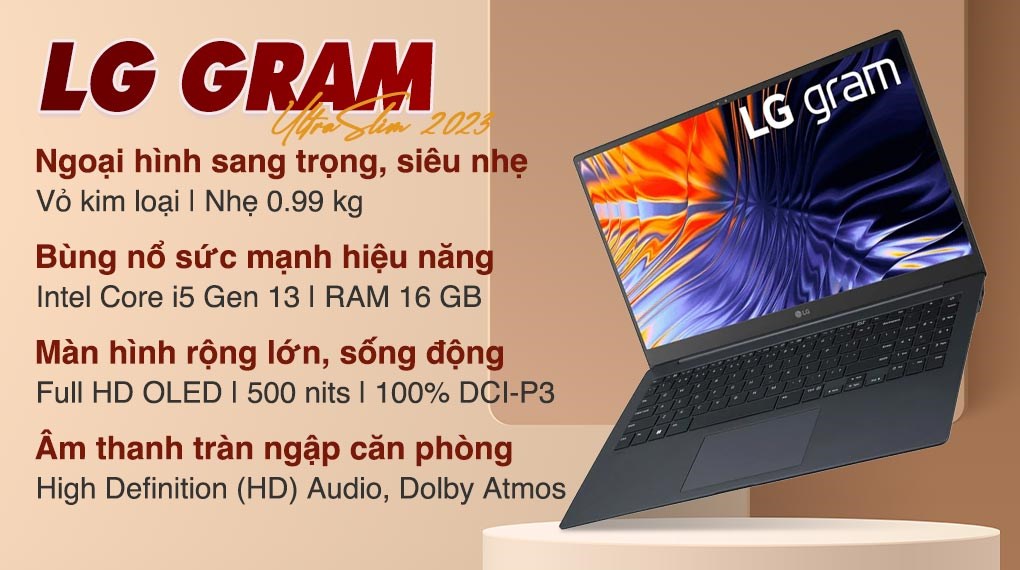 LG GRAM
UltraSlim 2023
Ngoại hình sang trọng, siêu nhẹ
Vỏ kim loại | Nhẹ 0.99 kg
Bùng nổ sức mạnh hiệu năng
Intel Core i5 Gen 13 | RAM 16 GB
Màn hình rộng lớn, sống động
Full HD OLED | 500 nits | 100% DCI-P3
Âm thanh tràn ngập căn phòng
High Definition (HD) Audio, Dolby Atmos
LG gram
LG